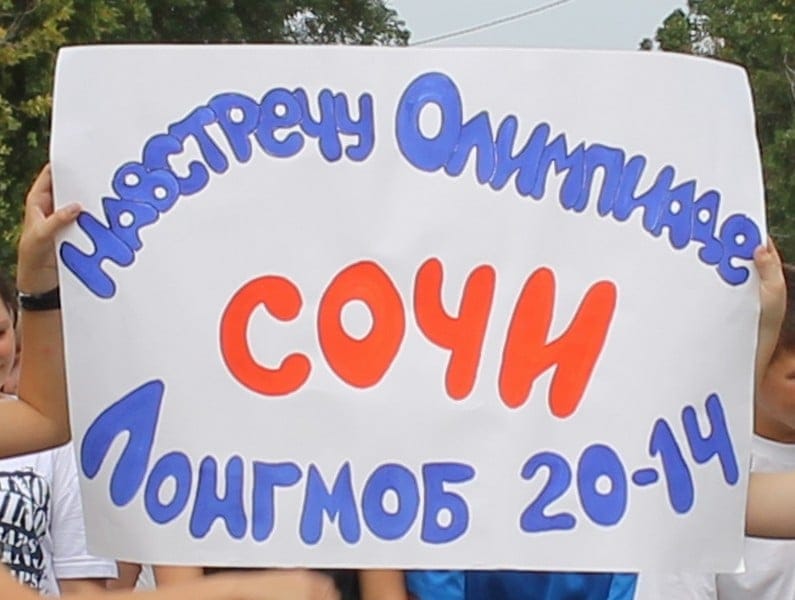 Навстречу Олимпиаде
СОЧИ
Лонгмоб 20-14